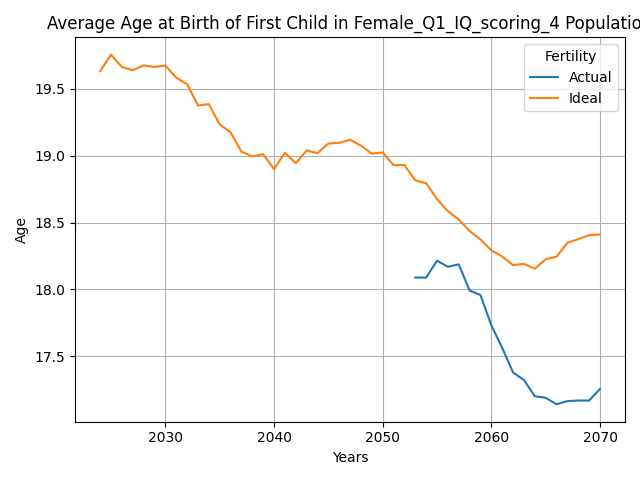 Average Age at Birth of First Child in Female_Q1_IQ_scoring_4 Populatio
Fertility
Actual
Ideal
19.5
19.0
18.5
18.0
17.5
Age
2030 2040 2050 2060 2070
Years